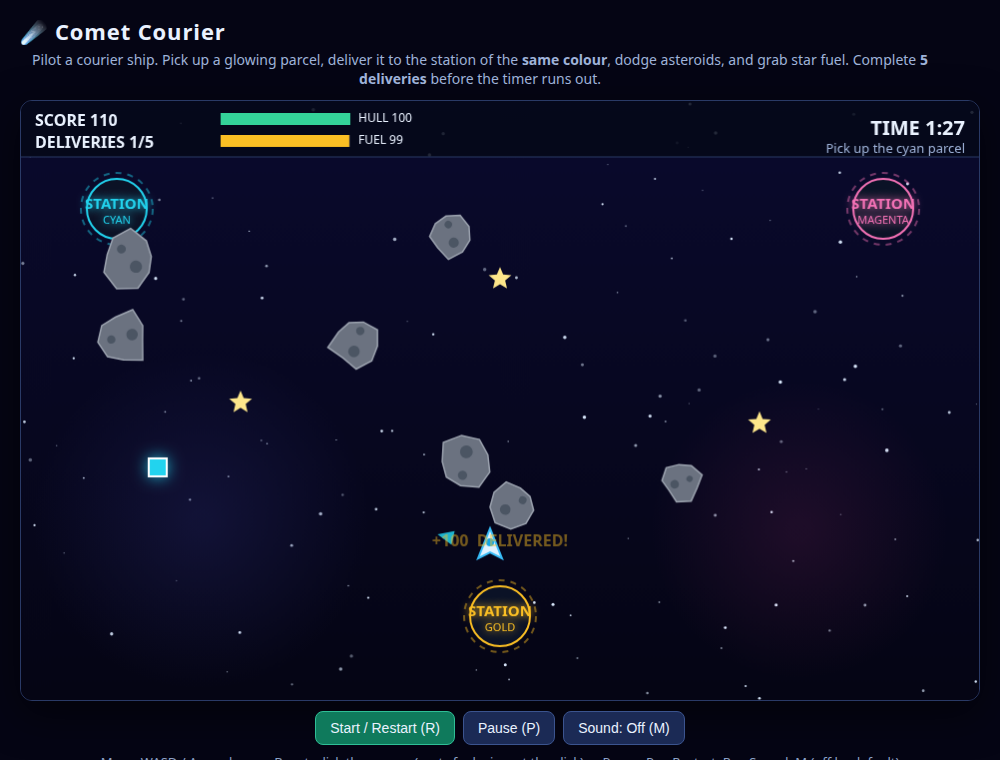 Comet Courier
Pilot a courier ship. Pick up a glowing parcel, deliver it to the station of the same colour, dodge asteroids, and grab star fuel. Complete 5
deliveries before the timer runs out.
SCORE 110
HULL 100
DELIVERIES 1/5
FUEL 99
TIME 1:27
Pick up the cyan parcel
STATION
CYAN
STATION
MAGENTA
+100 DELIVERED!
STATION
GOLD
Start / Restart (R)
Pause (P)
Sound: Off (M)